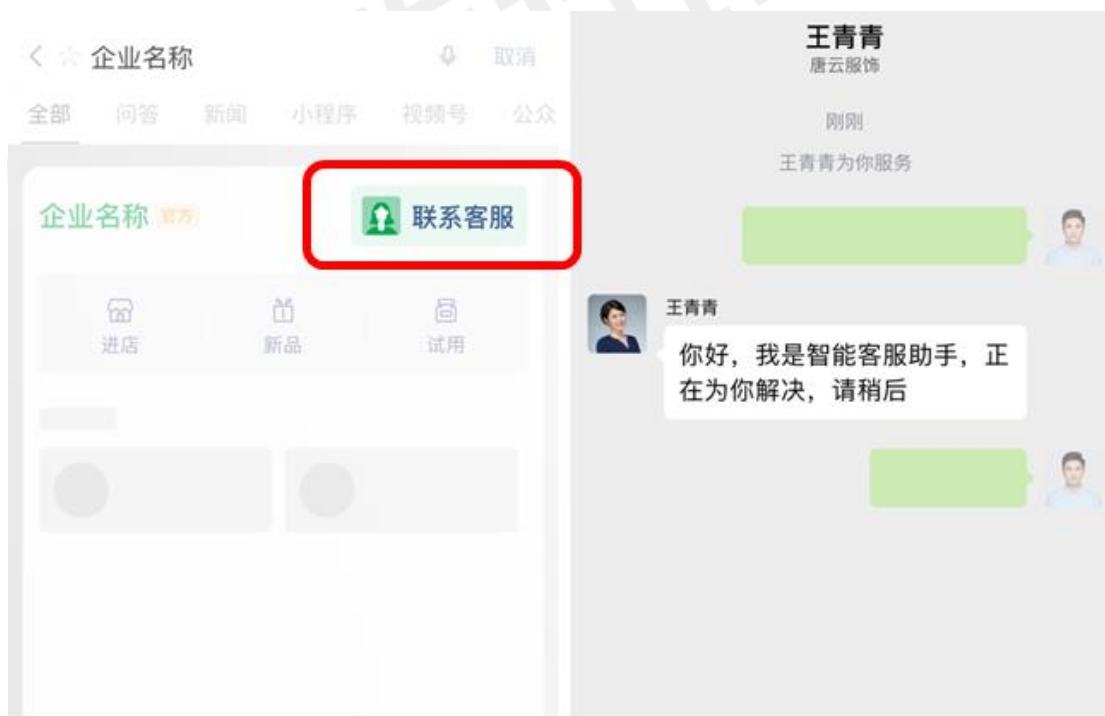 企业名称
取消
全部 问答 新闻 小程序 视频号 公众
企业名称 官方
联系客服
进店 新品 试用
王青青
唐云服饰
刚刚
王青青为你服务
王青青
你好，我是智能客服助手，正
在为你解决，请稍后